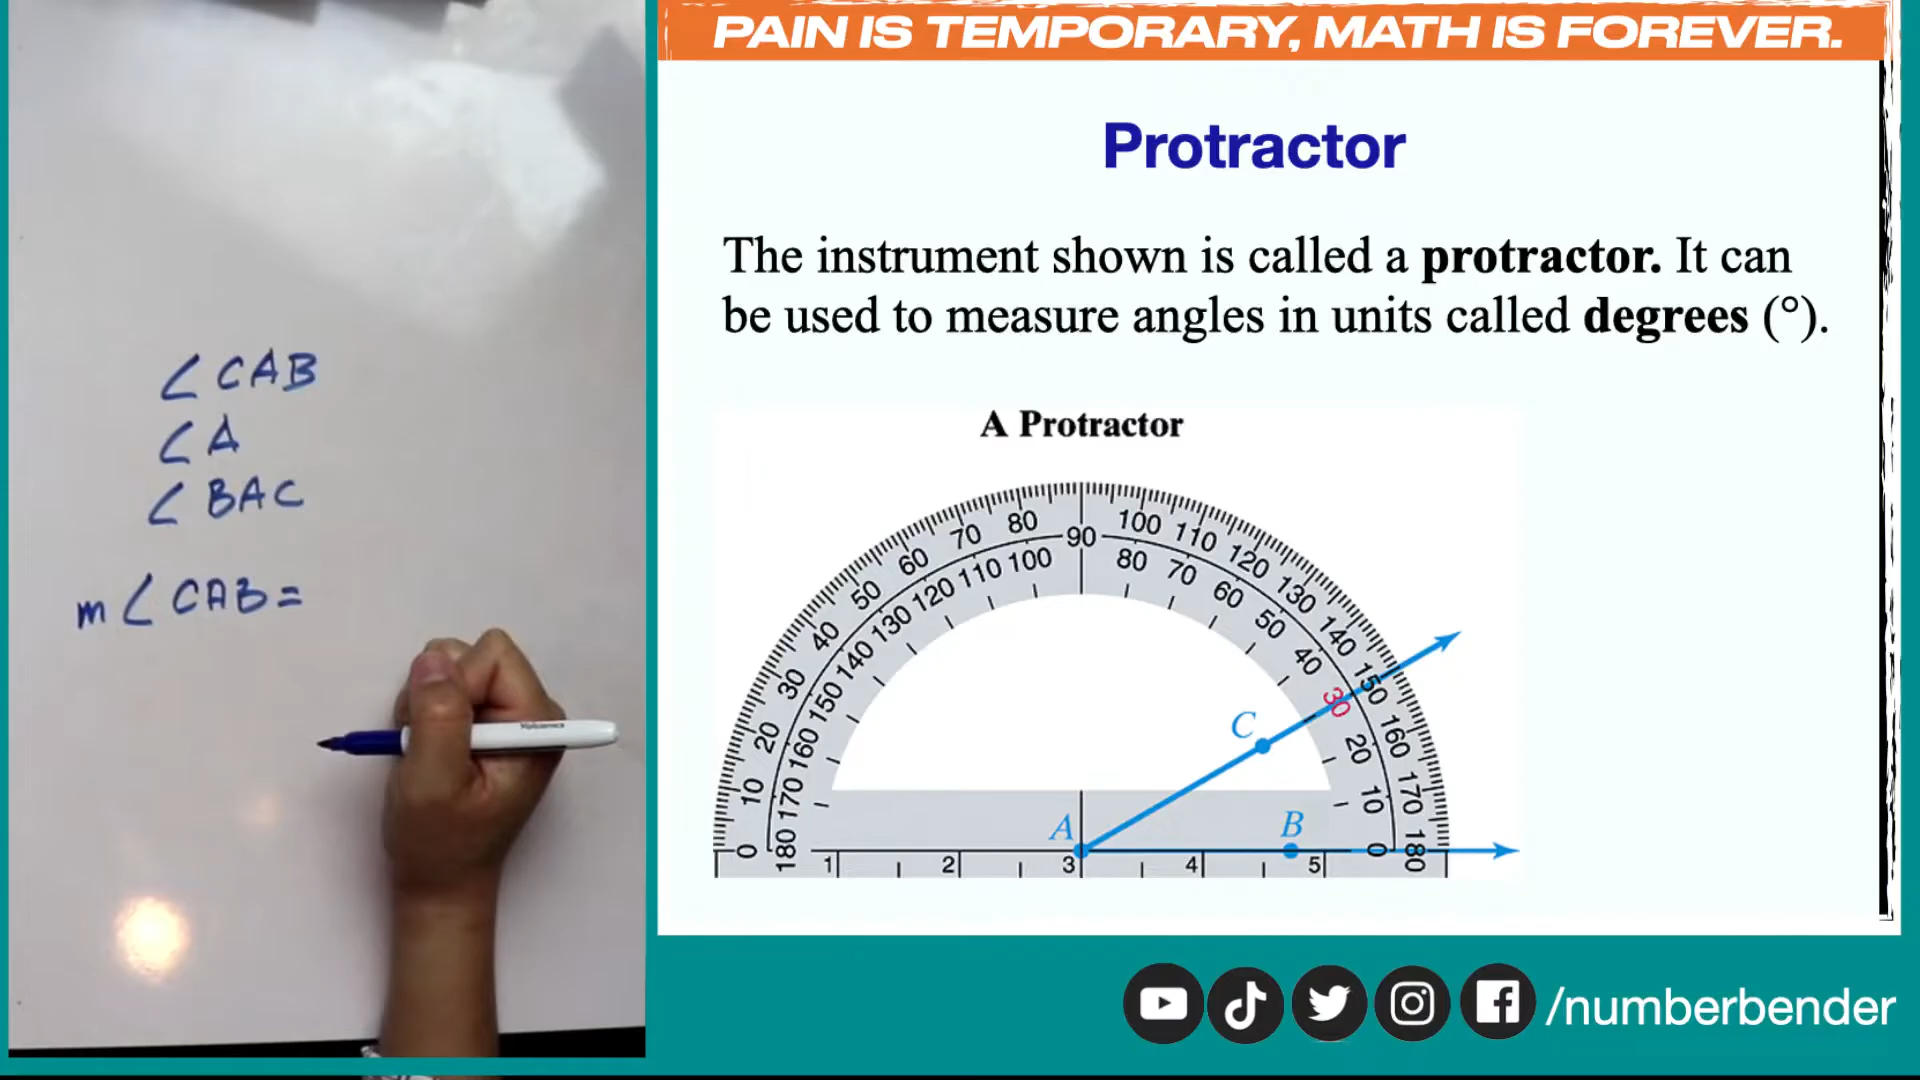 PAIN IS TEMPORARY, MATH IS FOREVER.
Protractor
The instrument shown is called a protractor. It can
be used to measure angles in units called degrees (°).
A Protractor
∠ CAB
∠ A
∠ BAC
m∠ CAB=
0 10 20 30 40 50 60 70 80 90 100 110 120 130 140 150 160 170 180
180 170 160 150 140 130 120 110 100 80 70 60 50 40 30 20 10 0
C
A
B
1 2 3 4 5
/numberbender